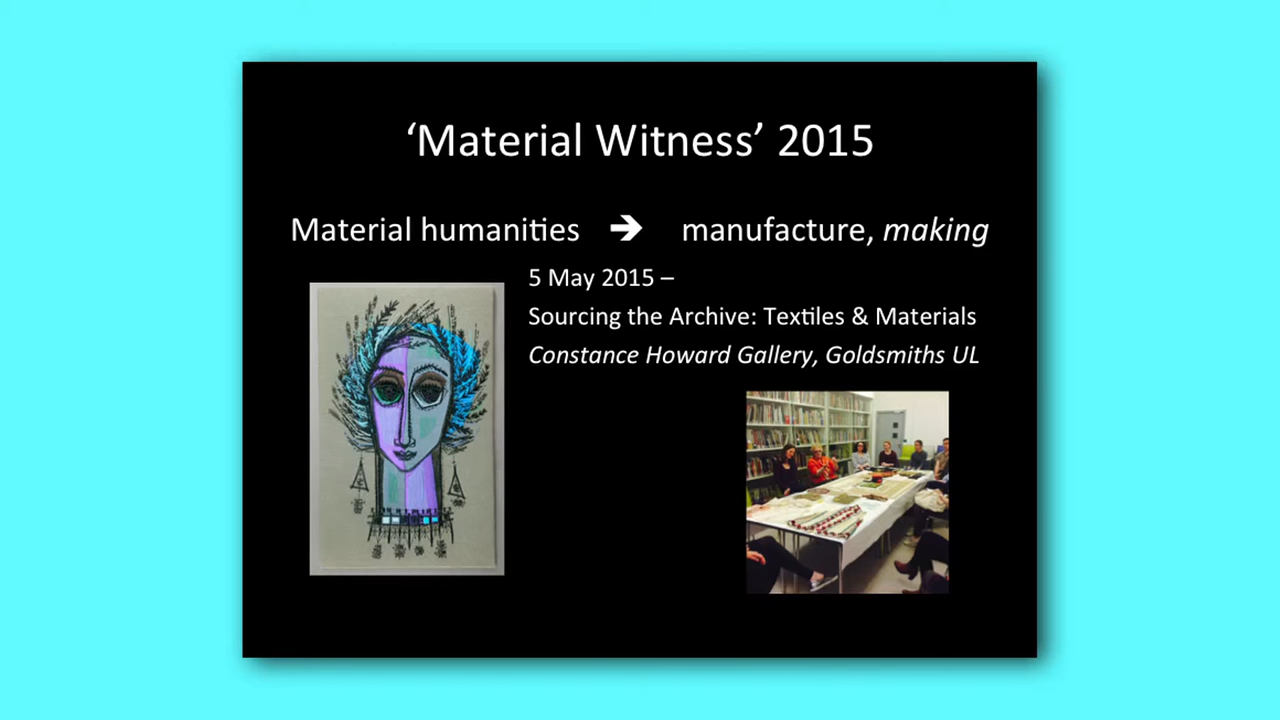 ‘Material Witness’ 2015
Material humanities ➔ manufacture, making
5 May 2015 –
Sourcing the Archive: Textiles & Materials
Constance Howard Gallery, Goldsmiths UL